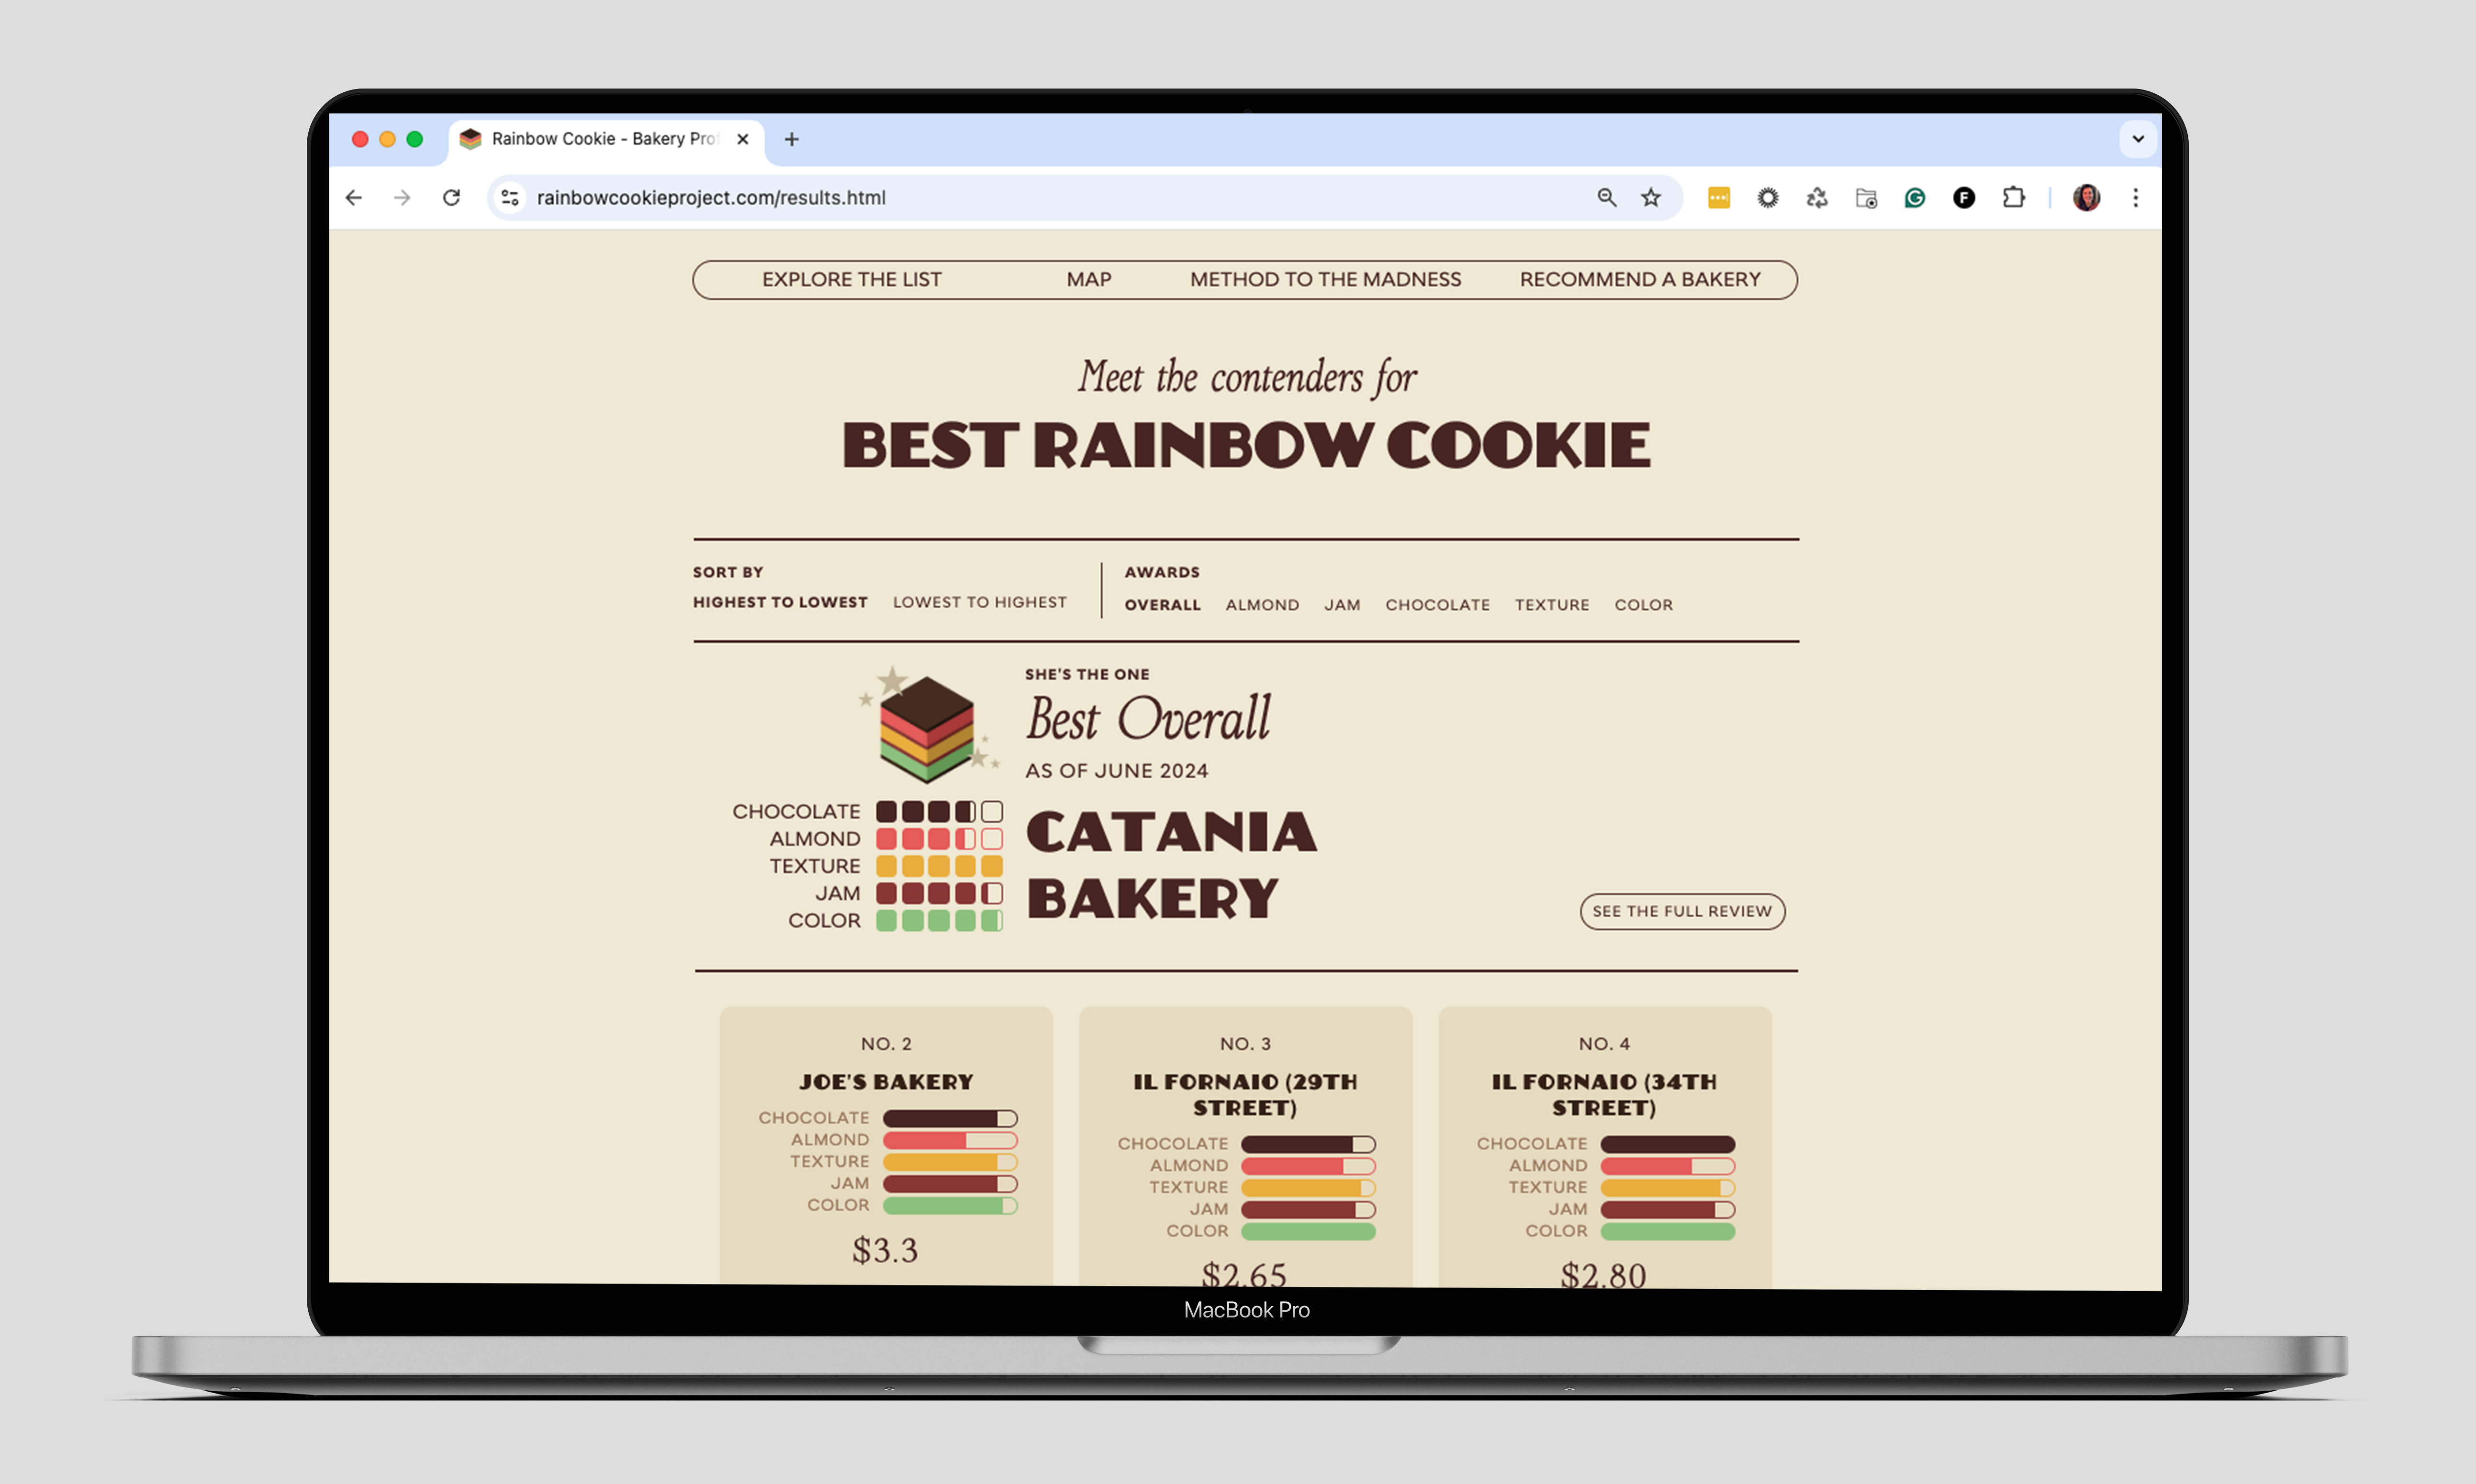 Rainbow Cookie - Bakery Pro
rainbowcookieproject.com/results.html
EXPLORE THE LIST MAP METHOD TO THE MADNESS RECOMMEND A BAKERY
Meet the contenders for
BEST RAINBOW COOKIE
SORT BY
HIGHEST TO LOWEST LOWEST TO HIGHEST
AWARDS
OVERALL ALMOND JAM CHOCOLATE TEXTURE COLOR
SHE'S THE ONE
Best Overall
AS OF JUNE 2024
CHOCOLATE
ALMOND
TEXTURE
JAM
COLOR
CATANIA
BAKERY
SEE THE FULL REVIEW
NO. 2
JOE'S BAKERY
CHOCOLATE
ALMOND
TEXTURE
JAM
COLOR
$3.3
NO. 3
IL FORNAIO (29TH
STREET)
CHOCOLATE
ALMOND
TEXTURE
JAM
COLOR
$2.65
NO. 4
IL FORNAIO (34TH
STREET)
CHOCOLATE
ALMOND
TEXTURE
JAM
COLOR
$2.80
MacBook Pro